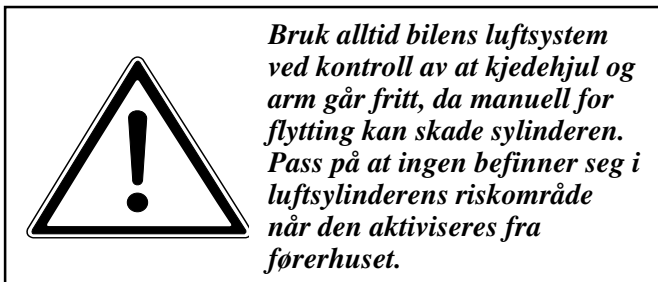 Bruk alltid bilens luftsystem
ved kontroll av at kjedehjul og
arm går fritt, da manuell for
flytting kan skade sylinderen.
Pass på at ingen befinner seg i
luftsylinderens riskområde
når den aktiviseres fra
førerhuset.